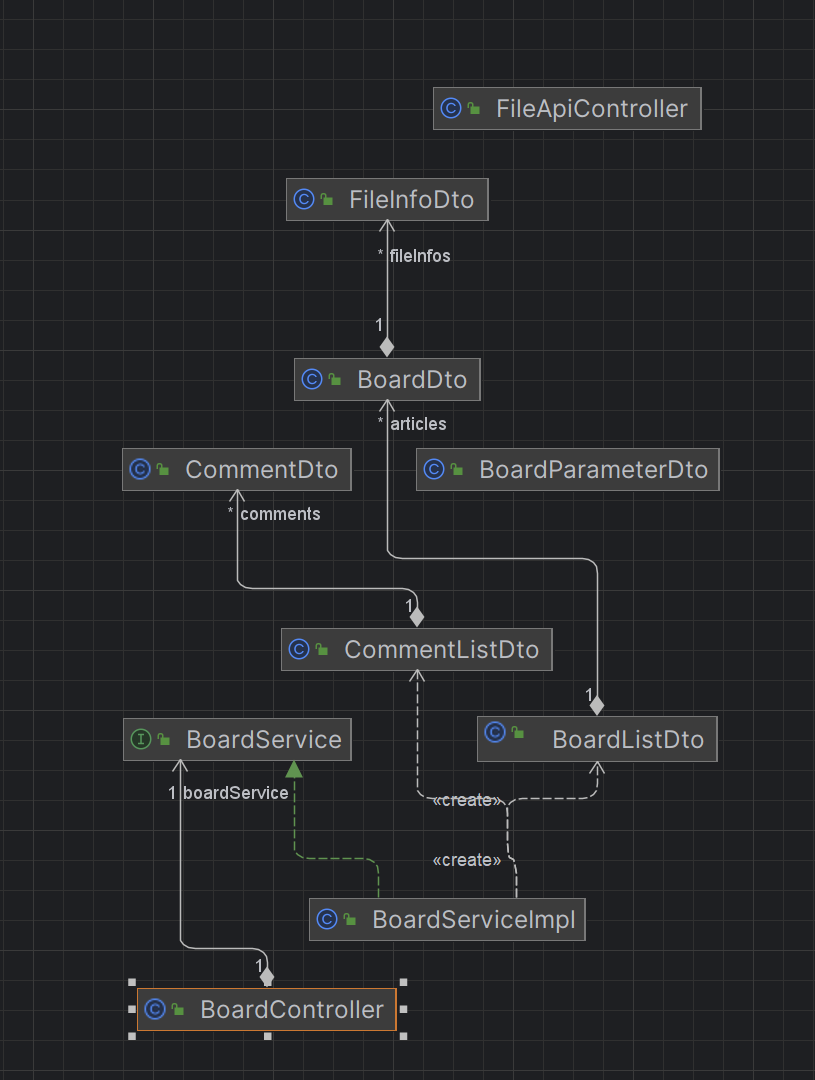 FileApiController
FileInfoDto
* fileInfos
1
BoardDto
* articles
CommentDto
BoardParameterDto
* comments
1
CommentListDto
1
BoardService
BoardListDto
1 boardService
«create»
«create»
BoardServiceImpl
1
BoardController